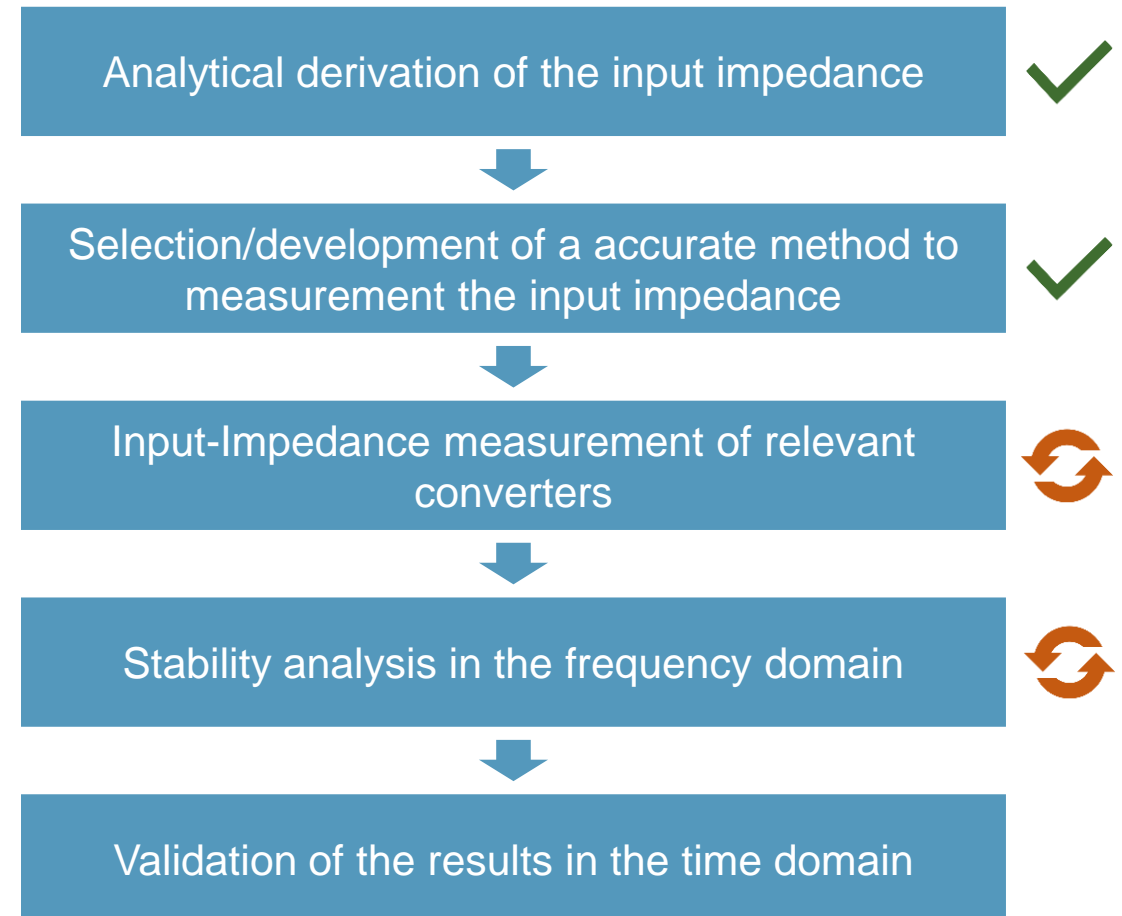 Analytical derivation of the input impedance
Selection/development of a accurate method to
measurement the input impedance
Input-Impedance measurement of relevant
converters
Stability analysis in the frequency domain
Validation of the results in the time domain